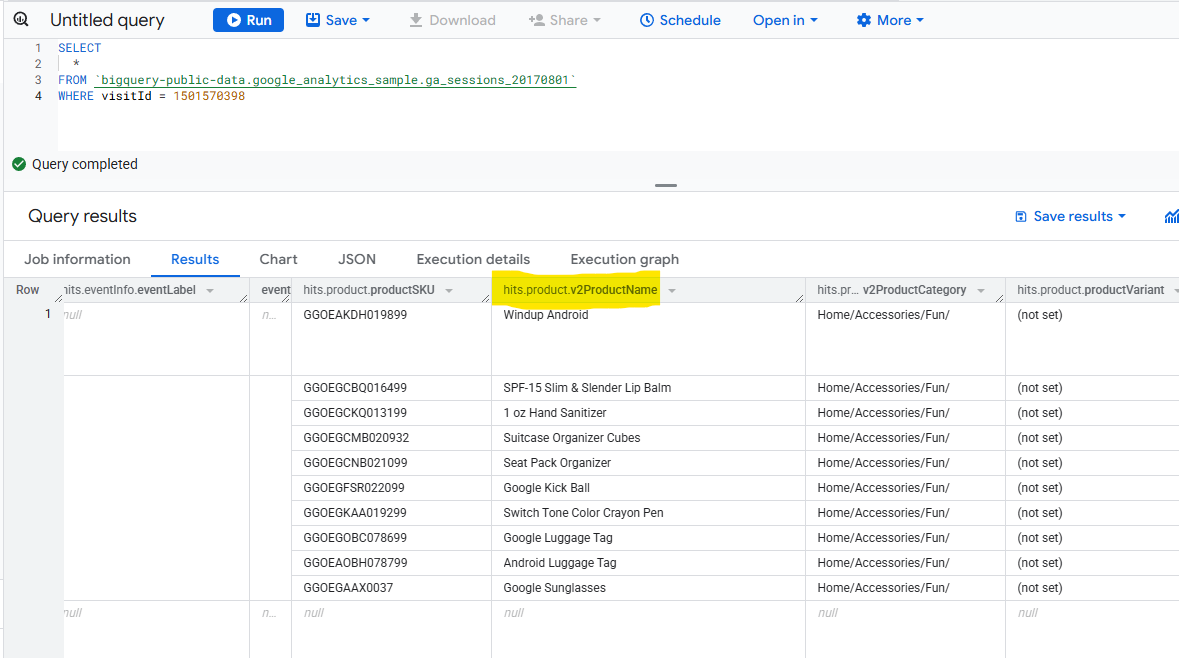 Untitled query Run Save Download Share Schedule Open in More
1 SELECT
2 *
3 FROM `bigquery-public-data.google_analytics_sample.ga_sessions_20170801`
4 WHERE visitId = 1501570398
Query completed
Query results Save results
Job information Results Chart JSON Execution details Execution graph
Row hits.eventInfo.eventLabel event hits.product.productSKU hits.product.v2ProductName hits.pr... v2ProductCategory hits.product.productVariant
1 null n... GGOEAKDH019899 Windup Android Home/Accessories/Fun/ (not set)
GGOEGCBQ016499 SPF-15 Slim & Slender Lip Balm Home/Accessories/Fun/ (not set)
GGOEGCKQ013199 1 oz Hand Sanitizer Home/Accessories/Fun/ (not set)
GGOEGCMB020932 Suitcase Organizer Cubes Home/Accessories/Fun/ (not set)
GGOEGCNB021099 Seat Pack Organizer Home/Accessories/Fun/ (not set)
GGOEGFSR022099 Google Kick Ball Home/Accessories/Fun/ (not set)
GGOEGKAA019299 Switch Tone Color Crayon Pen Home/Accessories/Fun/ (not set)
GGOEGOBC078699 Google Luggage Tag Home/Accessories/Fun/ (not set)
GGOEAOBH078799 Android Luggage Tag Home/Accessories/Fun/ (not set)
GGOEGAAX0037 Google Sunglasses Home/Accessories/Fun/ (not set)
null n... null null null null